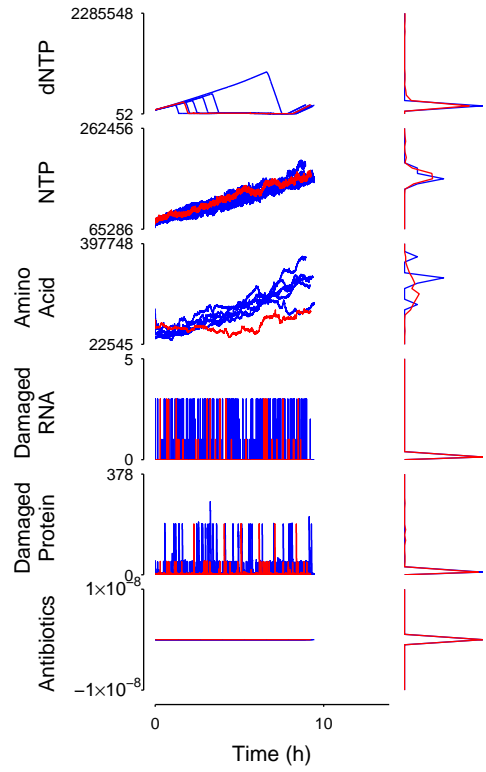 2285548
dNTP
52
262456
NTP
65286
397748
Amino
Acid
22545
5
Damaged
RNA
0
378
Damaged
Protein
0
1×10⁻⁸
Antibiotics
−1×10⁻⁸
0 10
Time (h)